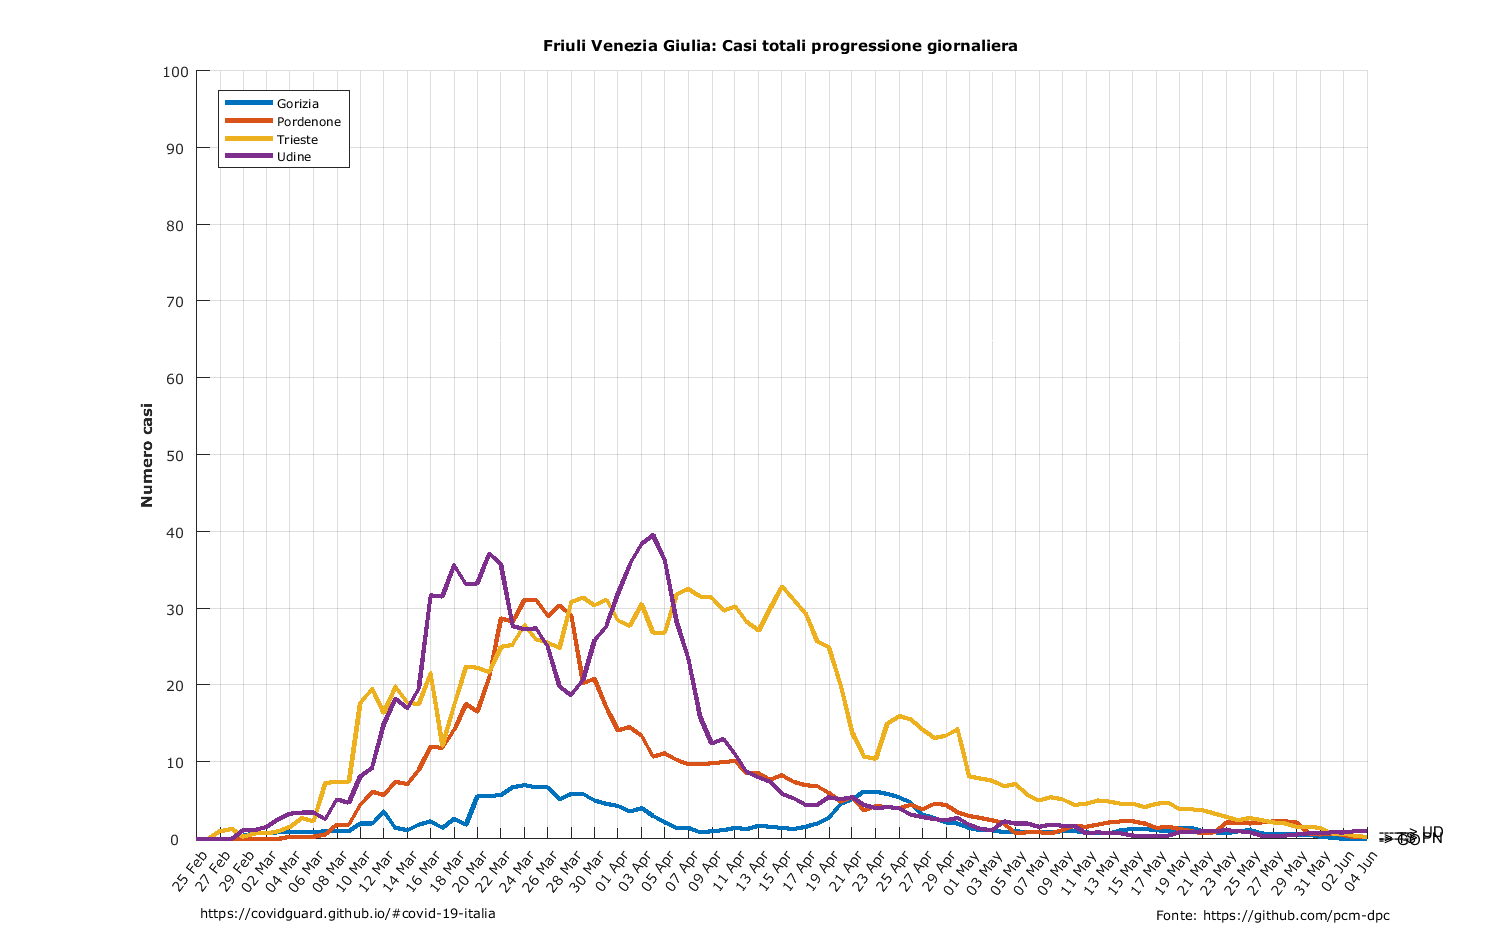 Friuli Venezia Giulia: Casi totali progressione giornaliera
100
90
80
70
60
50
40
30
20
10
0
Numero casi
Gorizia
Pordenone
Trieste
Udine
25 Feb
27 Feb
29 Feb
02 Mar
04 Mar
06 Mar
08 Mar
10 Mar
12 Mar
14 Mar
16 Mar
18 Mar
20 Mar
22 Mar
24 Mar
26 Mar
28 Mar
30 Mar
01 Apr
03 Apr
05 Apr
07 Apr
09 Apr
11 Apr
13 Apr
15 Apr
17 Apr
19 Apr
21 Apr
23 Apr
25 Apr
27 Apr
29 Apr
01 May
03 May
05 May
07 May
09 May
11 May
13 May
15 May
17 May
19 May
21 May
23 May
25 May
27 May
29 May
31 May
02 Jun
04 Jun
UD
PN
GO
https://covidguard.github.io/#covid-19-italia
Fonte: https://github.com/pcm-dpc